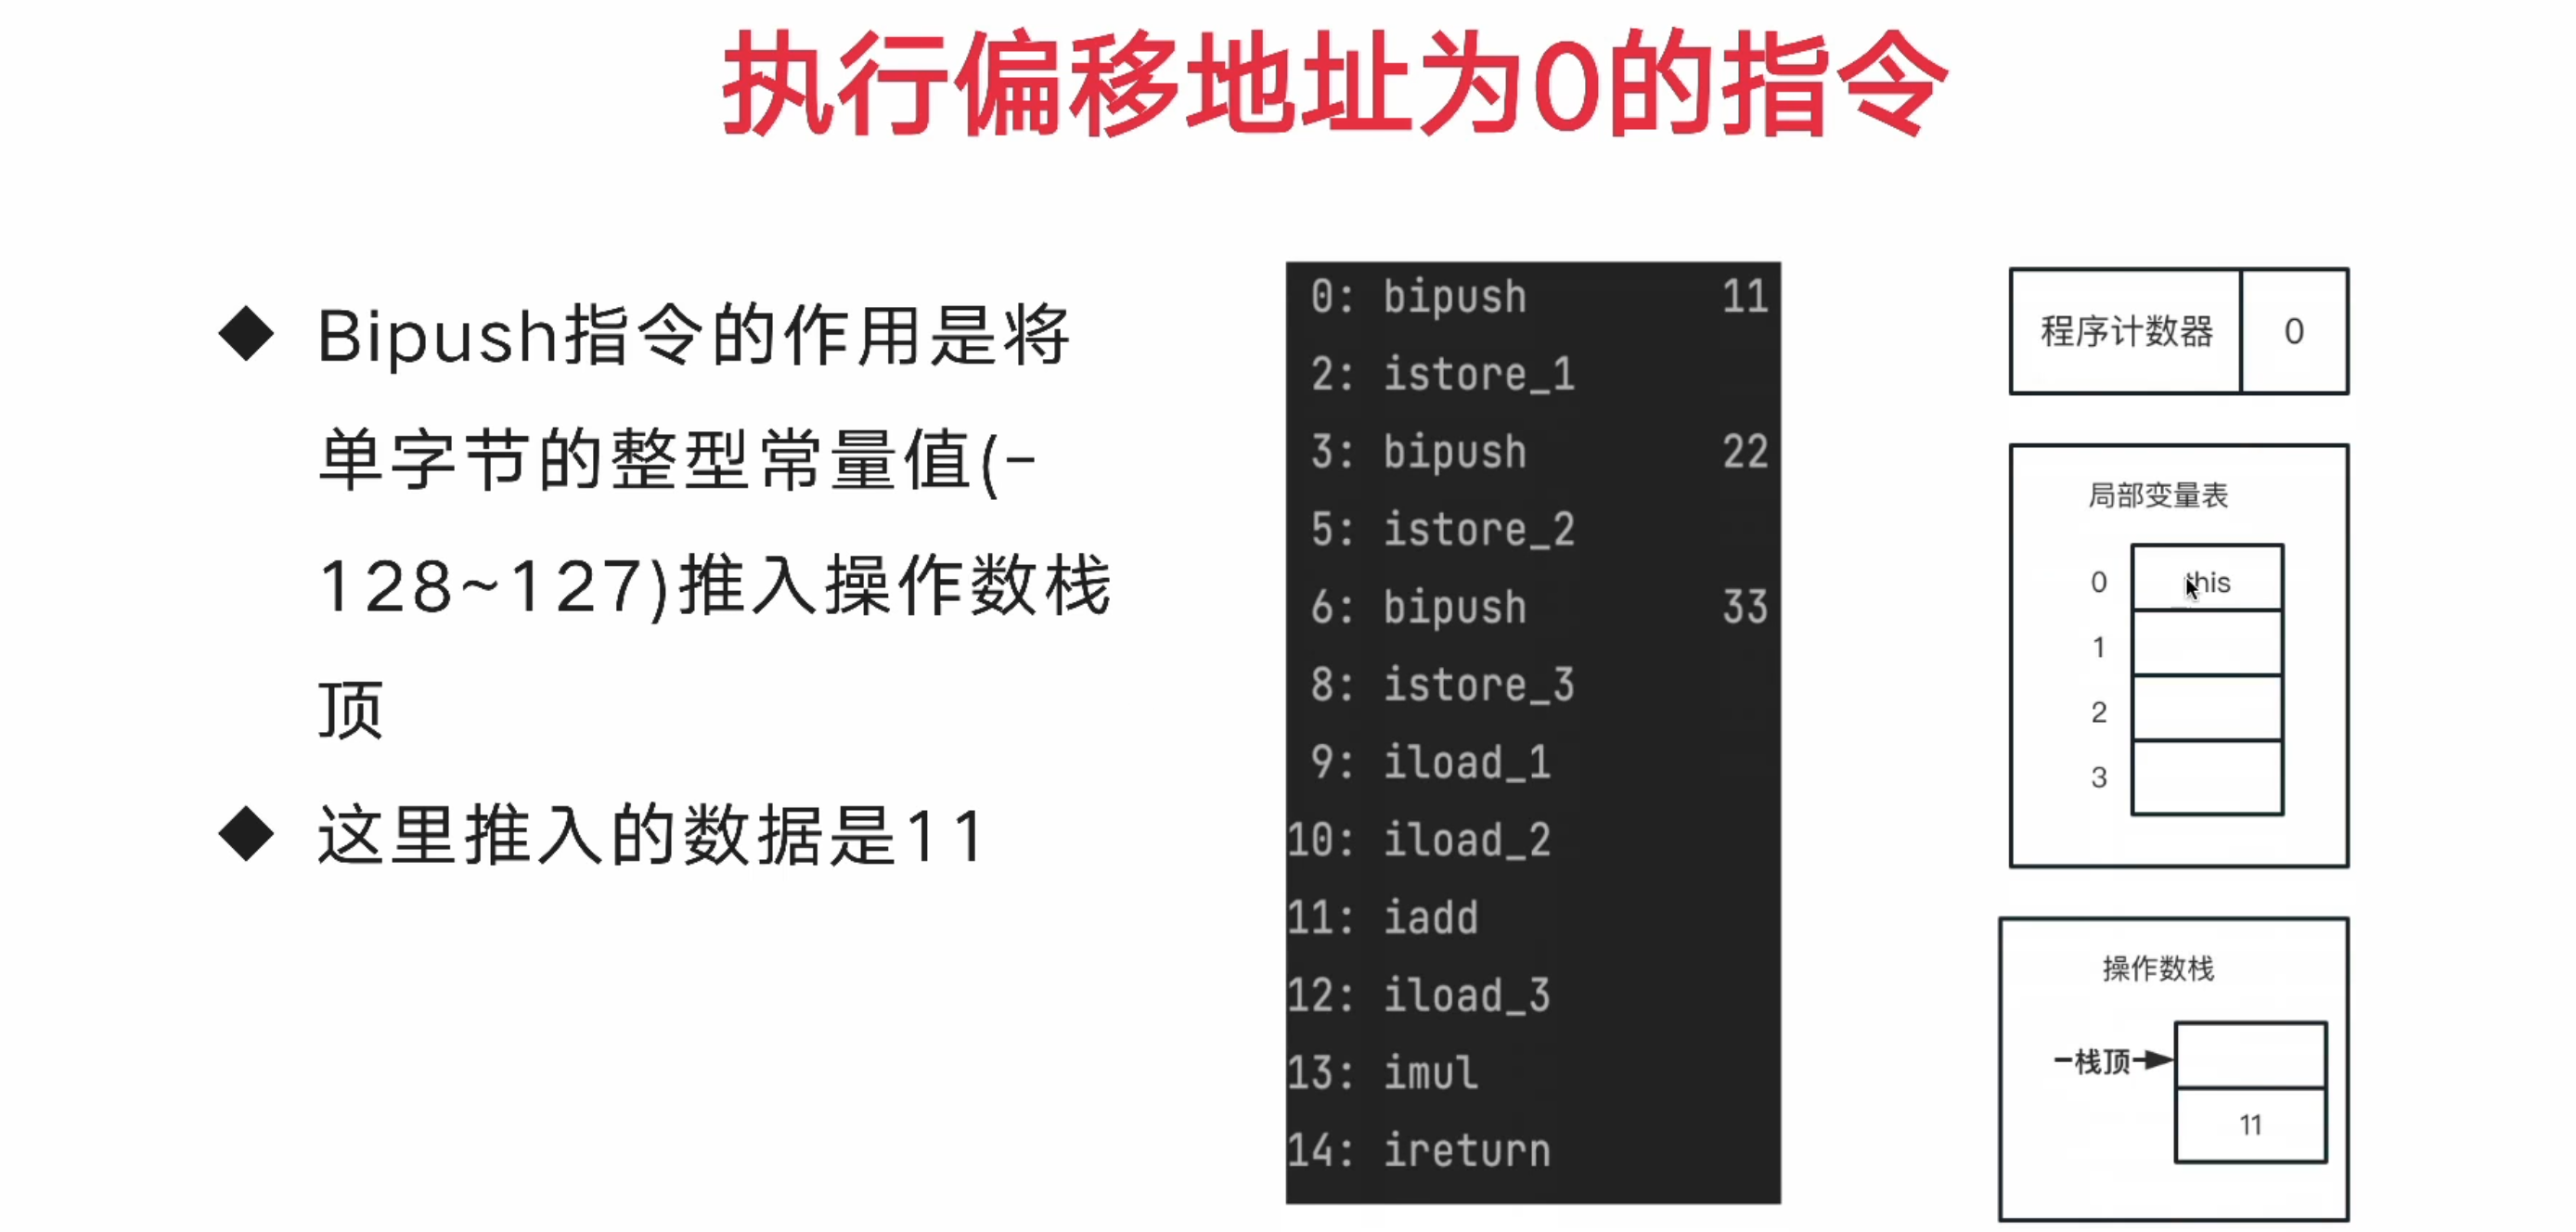 执行偏移地址为0的指令
◆ Bipush指令的作用是将
单字节的整型常量值(-
128~127)推入操作数栈
顶
◆ 这里推入的数据是11
0: bipush 11
2: istore_1
3: bipush 22
5: istore_2
6: bipush 33
8: istore_3
9: iload_1
10: iload_2
11: iadd
12: iload_3
13: imul
14: ireturn
程序计数器 0
局部变量表
0 this
1
2
3
操作数栈
栈顶
11